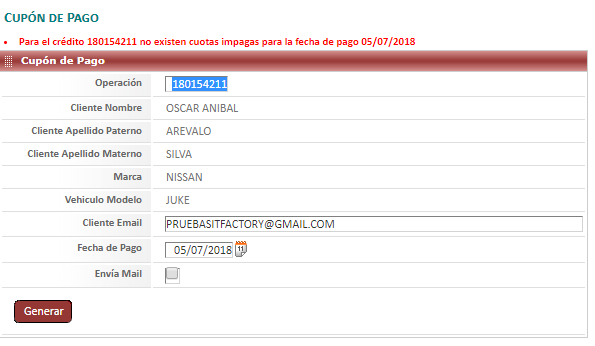 CUPÓN DE PAGO
Para el crédito 180154211 no existen cuotas impagas para la fecha de pago 05/07/2018
Cupón de Pago
Operación 180154211
Cliente Nombre OSCAR ANIBAL
Cliente Apellido Paterno AREVALO
Cliente Apellido Materno SILVA
Marca NISSAN
Vehiculo Modelo JUKE
Cliente Email PRUEBASITFACTORY@GMAIL.COM
Fecha de Pago 05/07/2018 11
Envía Mail
Generar